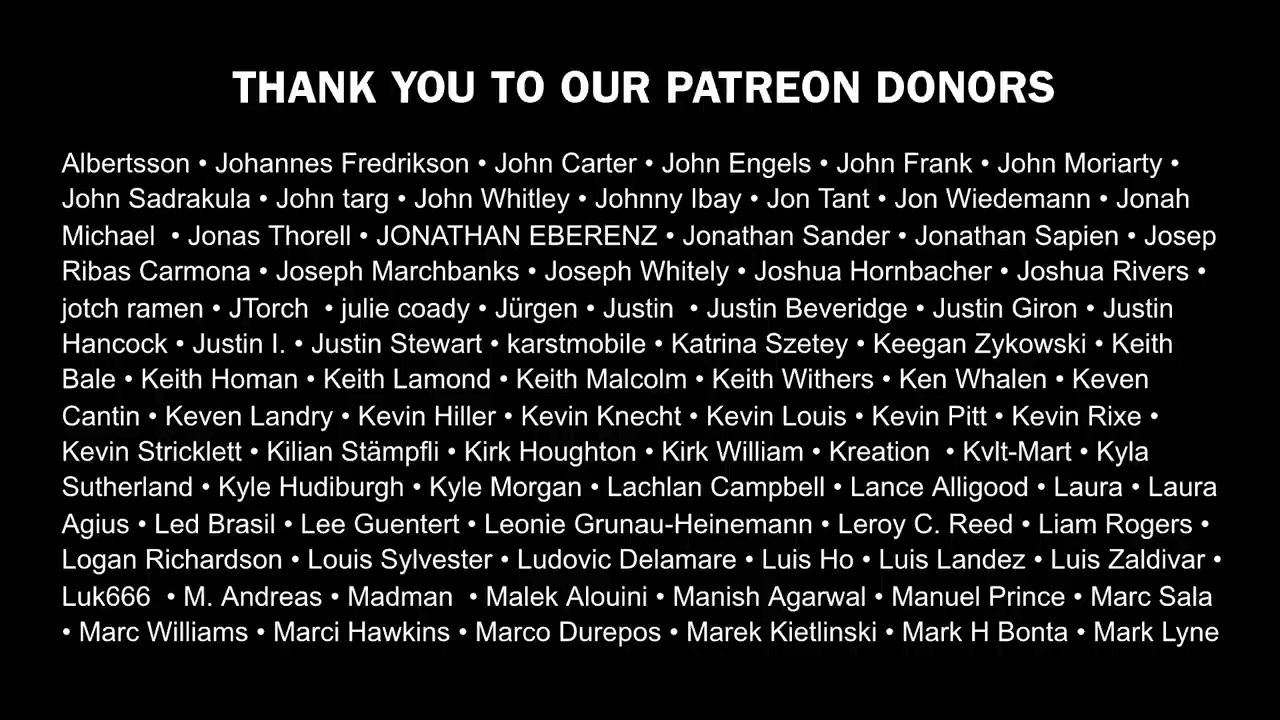 THANK YOU TO OUR PATREON DONORS
Albertsson • Johannes Fredrikson • John Carter • John Engels • John Frank • John Moriarty •
John Sadrakula • John targ • John Whitley • Johnny Ibay • Jon Tant • Jon Wiedemann • Jonah
Michael  • Jonas Thorell • JONATHAN EBERENZ • Jonathan Sander • Jonathan Sapien • Josep
Ribas Carmona • Joseph Marchbanks • Joseph Whitely • Joshua Hornbacher • Joshua Rivers •
jotch ramen • JTorch  • julie coady • Jürgen • Justin  • Justin Beveridge • Justin Giron • Justin
Hancock • Justin I. • Justin Stewart • karstmobile • Katrina Szetey • Keegan Zykowski • Keith
Bale • Keith Homan • Keith Lamond • Keith Malcolm • Keith Withers • Ken Whalen • Keven
Cantin • Keven Landry • Kevin Hiller • Kevin Knecht • Kevin Louis • Kevin Pitt • Kevin Rixe •
Kevin Stricklett • Kilian Stämpfli • Kirk Houghton • Kirk William • Kreation  • Kvlt-Mart • Kyla
Sutherland • Kyle Hudiburgh • Kyle Morgan • Lachlan Campbell • Lance Alligood • Laura • Laura
Agius • Led Brasil • Lee Guentert • Leonie Grunau-Heinemann • Leroy C. Reed • Liam Rogers •
Logan Richardson • Louis Sylvester • Ludovic Delamare • Luis Ho • Luis Landez • Luis Zaldivar •
Luk666  • M. Andreas • Madman  • Malek Alouini • Manish Agarwal • Manuel Prince • Marc Sala
• Marc Williams • Marci Hawkins • Marco Durepos • Marek Kietlinski • Mark H Bonta • Mark Lyne